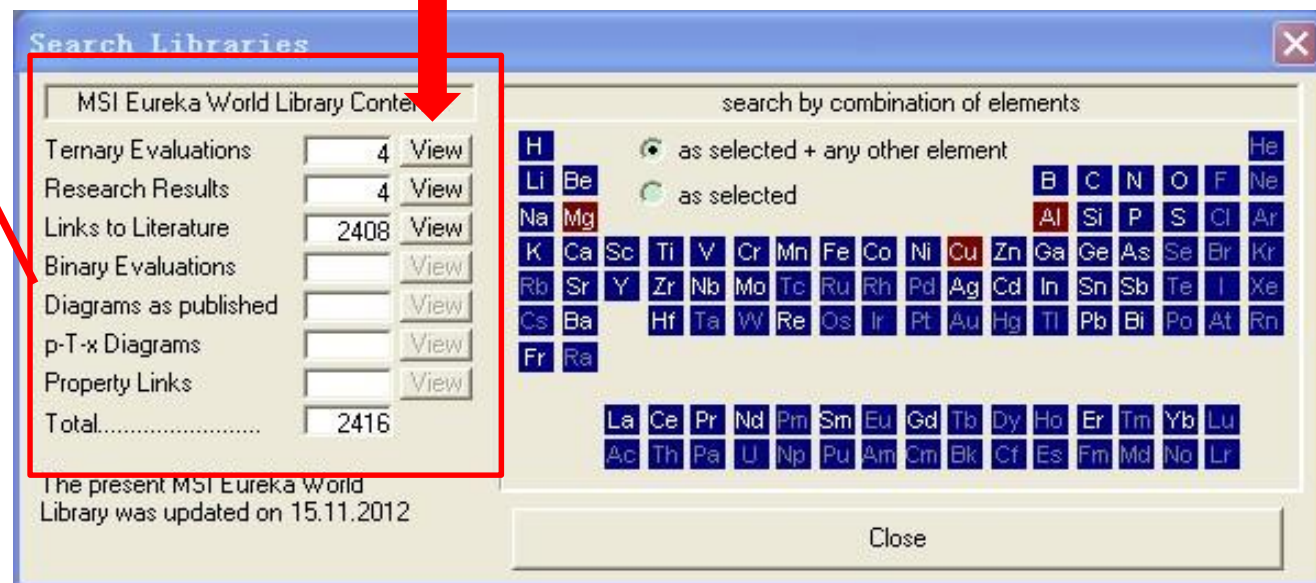 Search Libraries
MSI Eureka World Library Conte
Ternary Evaluations 4 View
Research Results 4 View
Links to Literature 2408 View
Binary Evaluations View
Diagrams as published View
p-T-x Diagrams View
Property Links View
Total......................... 2416
The present MSI Eureka World
Library was updated on 15.11.2012
search by combination of elements
as selected + any other element
as selected
H He
Li Be B C N O F Ne
Na Mg Al Si P S Cl Ar
K Ca Sc Ti V Cr Mn Fe Co Ni Cu Zn Ga Ge As Se Br Kr
Rb Sr Y Zr Nb Mo Tc Ru Rh Pd Ag Cd In Sn Sb Te I Xe
Cs Ba Hf Ta W Re Os Ir Pt Au Hg Tl Pb Bi Po At Rn
Fr Ra
La Ce Pr Nd Pm Sm Eu Gd Tb Dy Ho Er Tm Yb Lu
Ac Th Pa U Np Pu Am Cm Bk Cf Es Fm Md No Lr
Close